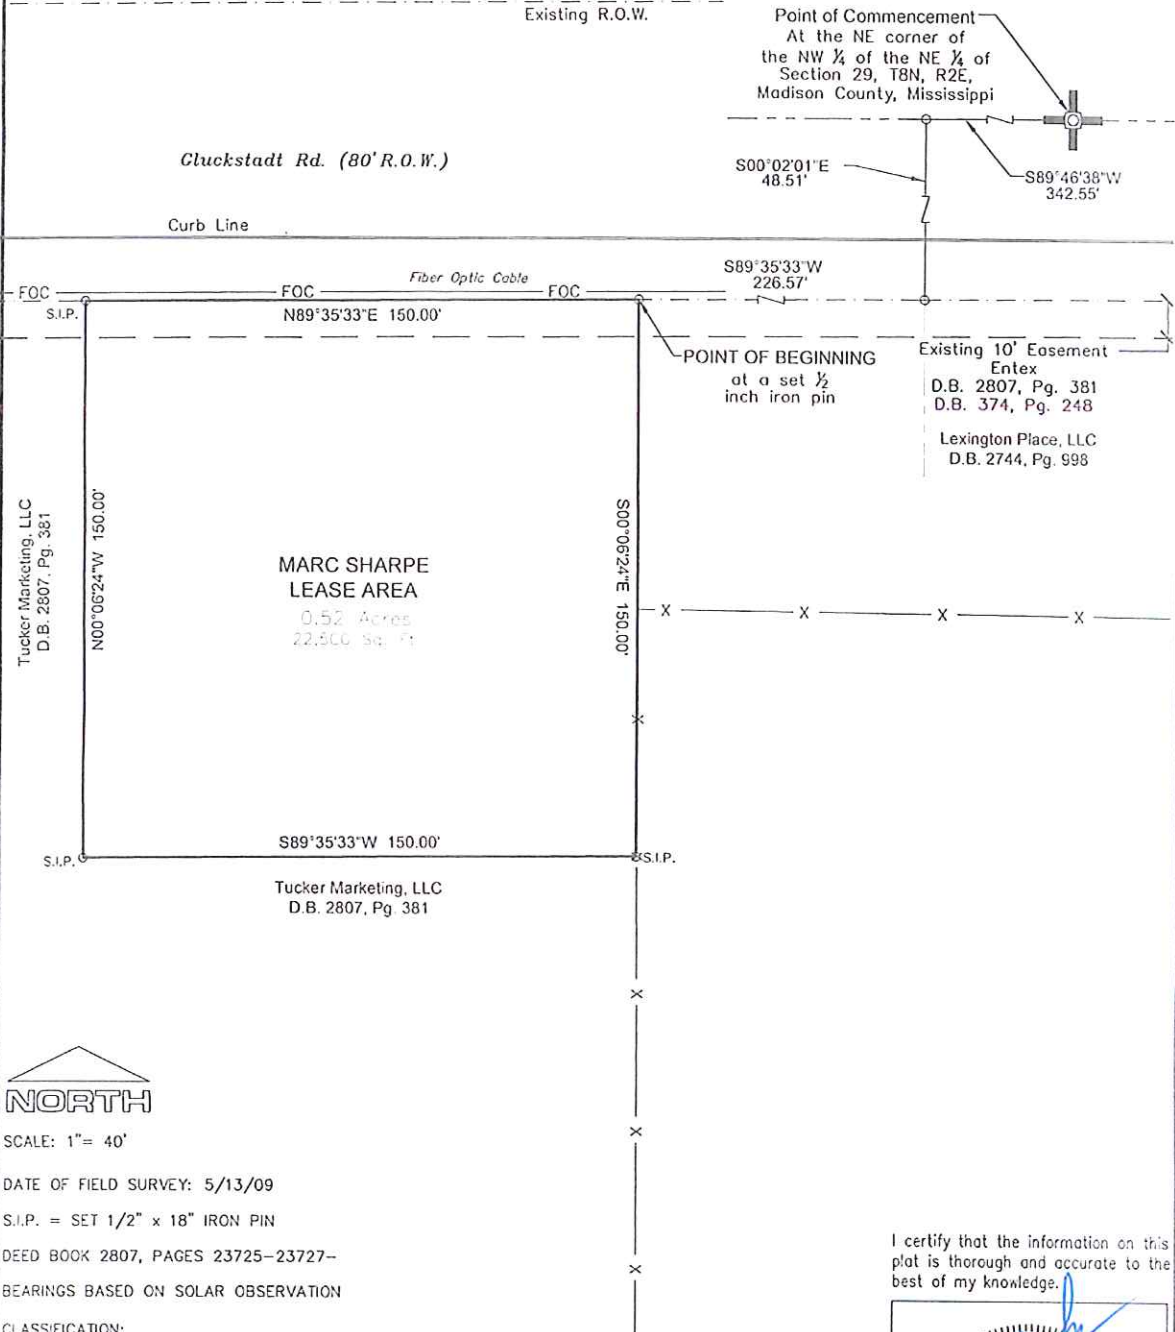 Existing R.O.W.
Point of Commencement
At the NE corner of
the NW ¼ of the NE ¼ of
Section 29, T8N, R2E,
Madison County, Mississippi
Gluckstadt Rd. (80' R.O.W.)
S00°02'01"E
48.51'
S89°46'38"W
342.55'
Curb Line
S89°35'33"W
226.57'
Fiber Optic Cable
FOC
FOC
FOC
S.I.P.
N89°35'33"E 150.00'
POINT OF BEGINNING
at a set ½
inch iron pin
Existing 10' Easement
Entex
D.B. 2807, Pg. 381
D.B. 374, Pg. 248
Lexington Place, LLC
D.B. 2744, Pg. 998
Tucker Marketing, LLC
D.B. 2807, Pg. 381
N00°06'24"W 150.00'
MARC SHARPE
LEASE AREA
0.52 Acres
22,500 Sq. Ft
S00°06'24"E 150.00'
X X X X
X
S89°35'33"W 150.00'
S.I.P.
S.I.P.
Tucker Marketing, LLC
D.B. 2807, Pg. 381
X
X
X
NORTH
SCALE: 1"= 40'
DATE OF FIELD SURVEY: 5/13/09
S.I.P. = SET 1/2" x 18" IRON PIN
DEED BOOK 2807, PAGES 23725-23727-
BEARINGS BASED ON SOLAR OBSERVATION
CLASSIFICATION:
I certify that the information on this
plat is thorough and accurate to the
best of my knowledge.